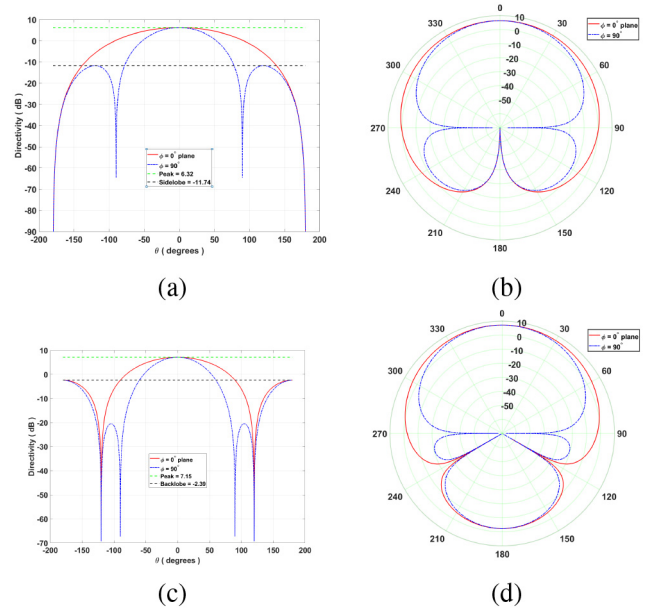 10
0
-10
-20
-30
-40
-50
-60
-70
-80
-90
Directivity ( dB )
ϕ = 0° plane
ϕ = 90°
Peak = 6.32
Sidelobe = -11.74
-200 -150 -100 -50 0 50 100 150 200
θ ( degrees )
(a)
0
330 30
300 60
270 90
240 120
210 150
180
10
0
-10
-20
-30
-40
-50
ϕ = 0° plane
ϕ = 90°
(b)
10
0
-10
-20
-30
-40
-50
-60
-70
Directivity ( dB )
ϕ = 0° plane
ϕ = 90°
Peak = 7.15
Backlobe = -2.39
-200 -150 -100 -50 0 50 100 150 200
θ ( degrees )
(c)
0
330 30
300 60
270 90
240 120
210 150
180
10
0
-10
-20
-30
-40
-50
ϕ = 0° plane
ϕ = 90°
(d)